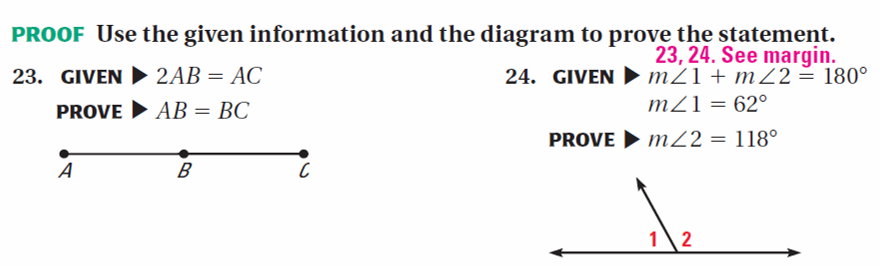 PROOF Use the given information and the diagram to prove the statement.
23, 24. See margin.
23. GIVEN ▶ 2AB = AC
PROVE ▶ AB = BC
A B C
24. GIVEN ▶ m∠1 + m∠2 = 180°
m∠1 = 62°
PROVE ▶ m∠2 = 118°
1 2